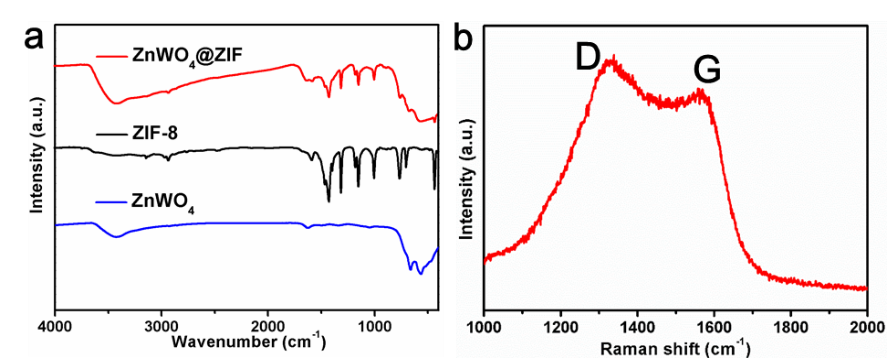 a
ZnWO4@ZIF
ZIF-8
ZnWO4
Intensity (a.u.)
4000 3000 2000 1000
Wavenumber (cm-1)
b
D
G
Intensity (a.u.)
1000 1200 1400 1600 1800 2000
Raman shift (cm-1)